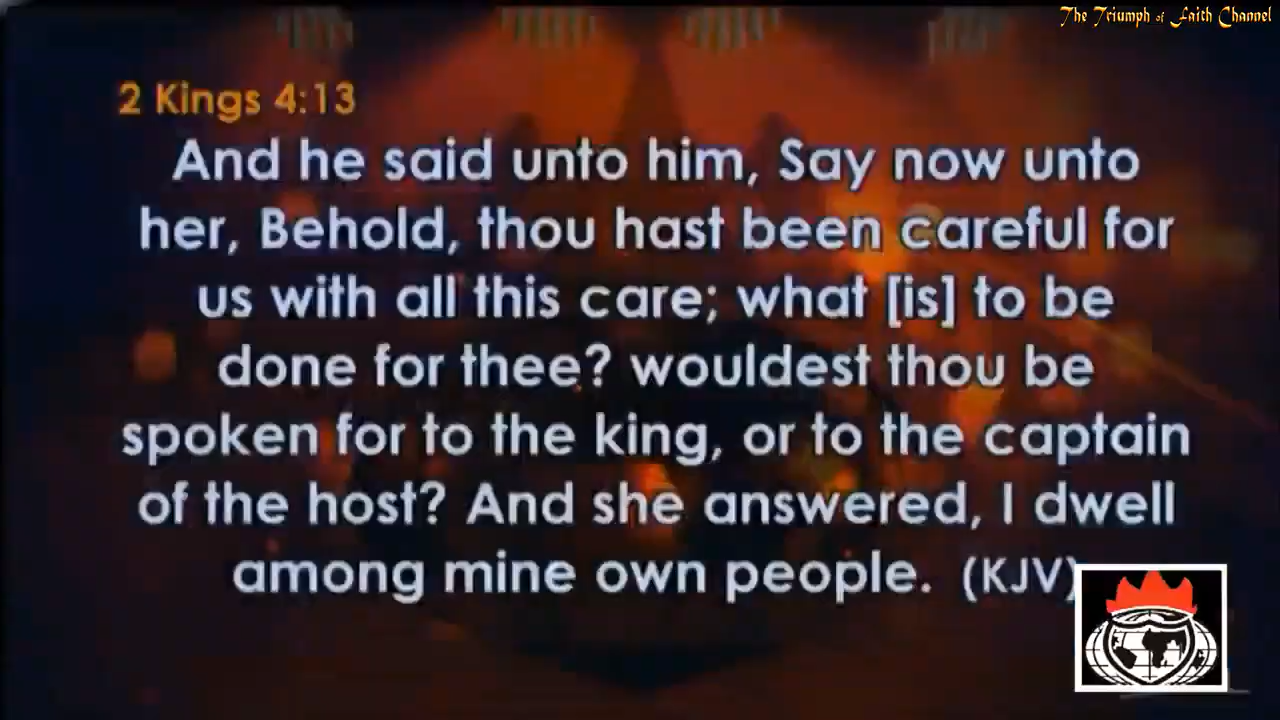 The Triumph of Faith Channel
2 Kings 4:13
And he said unto him, Say now unto
her, Behold, thou hast been careful for
us with all this care; what [is] to be
done for thee? wouldest thou be
spoken for to the king, or to the captain
of the host? And she answered, I dwell
among mine own people. (KJV)